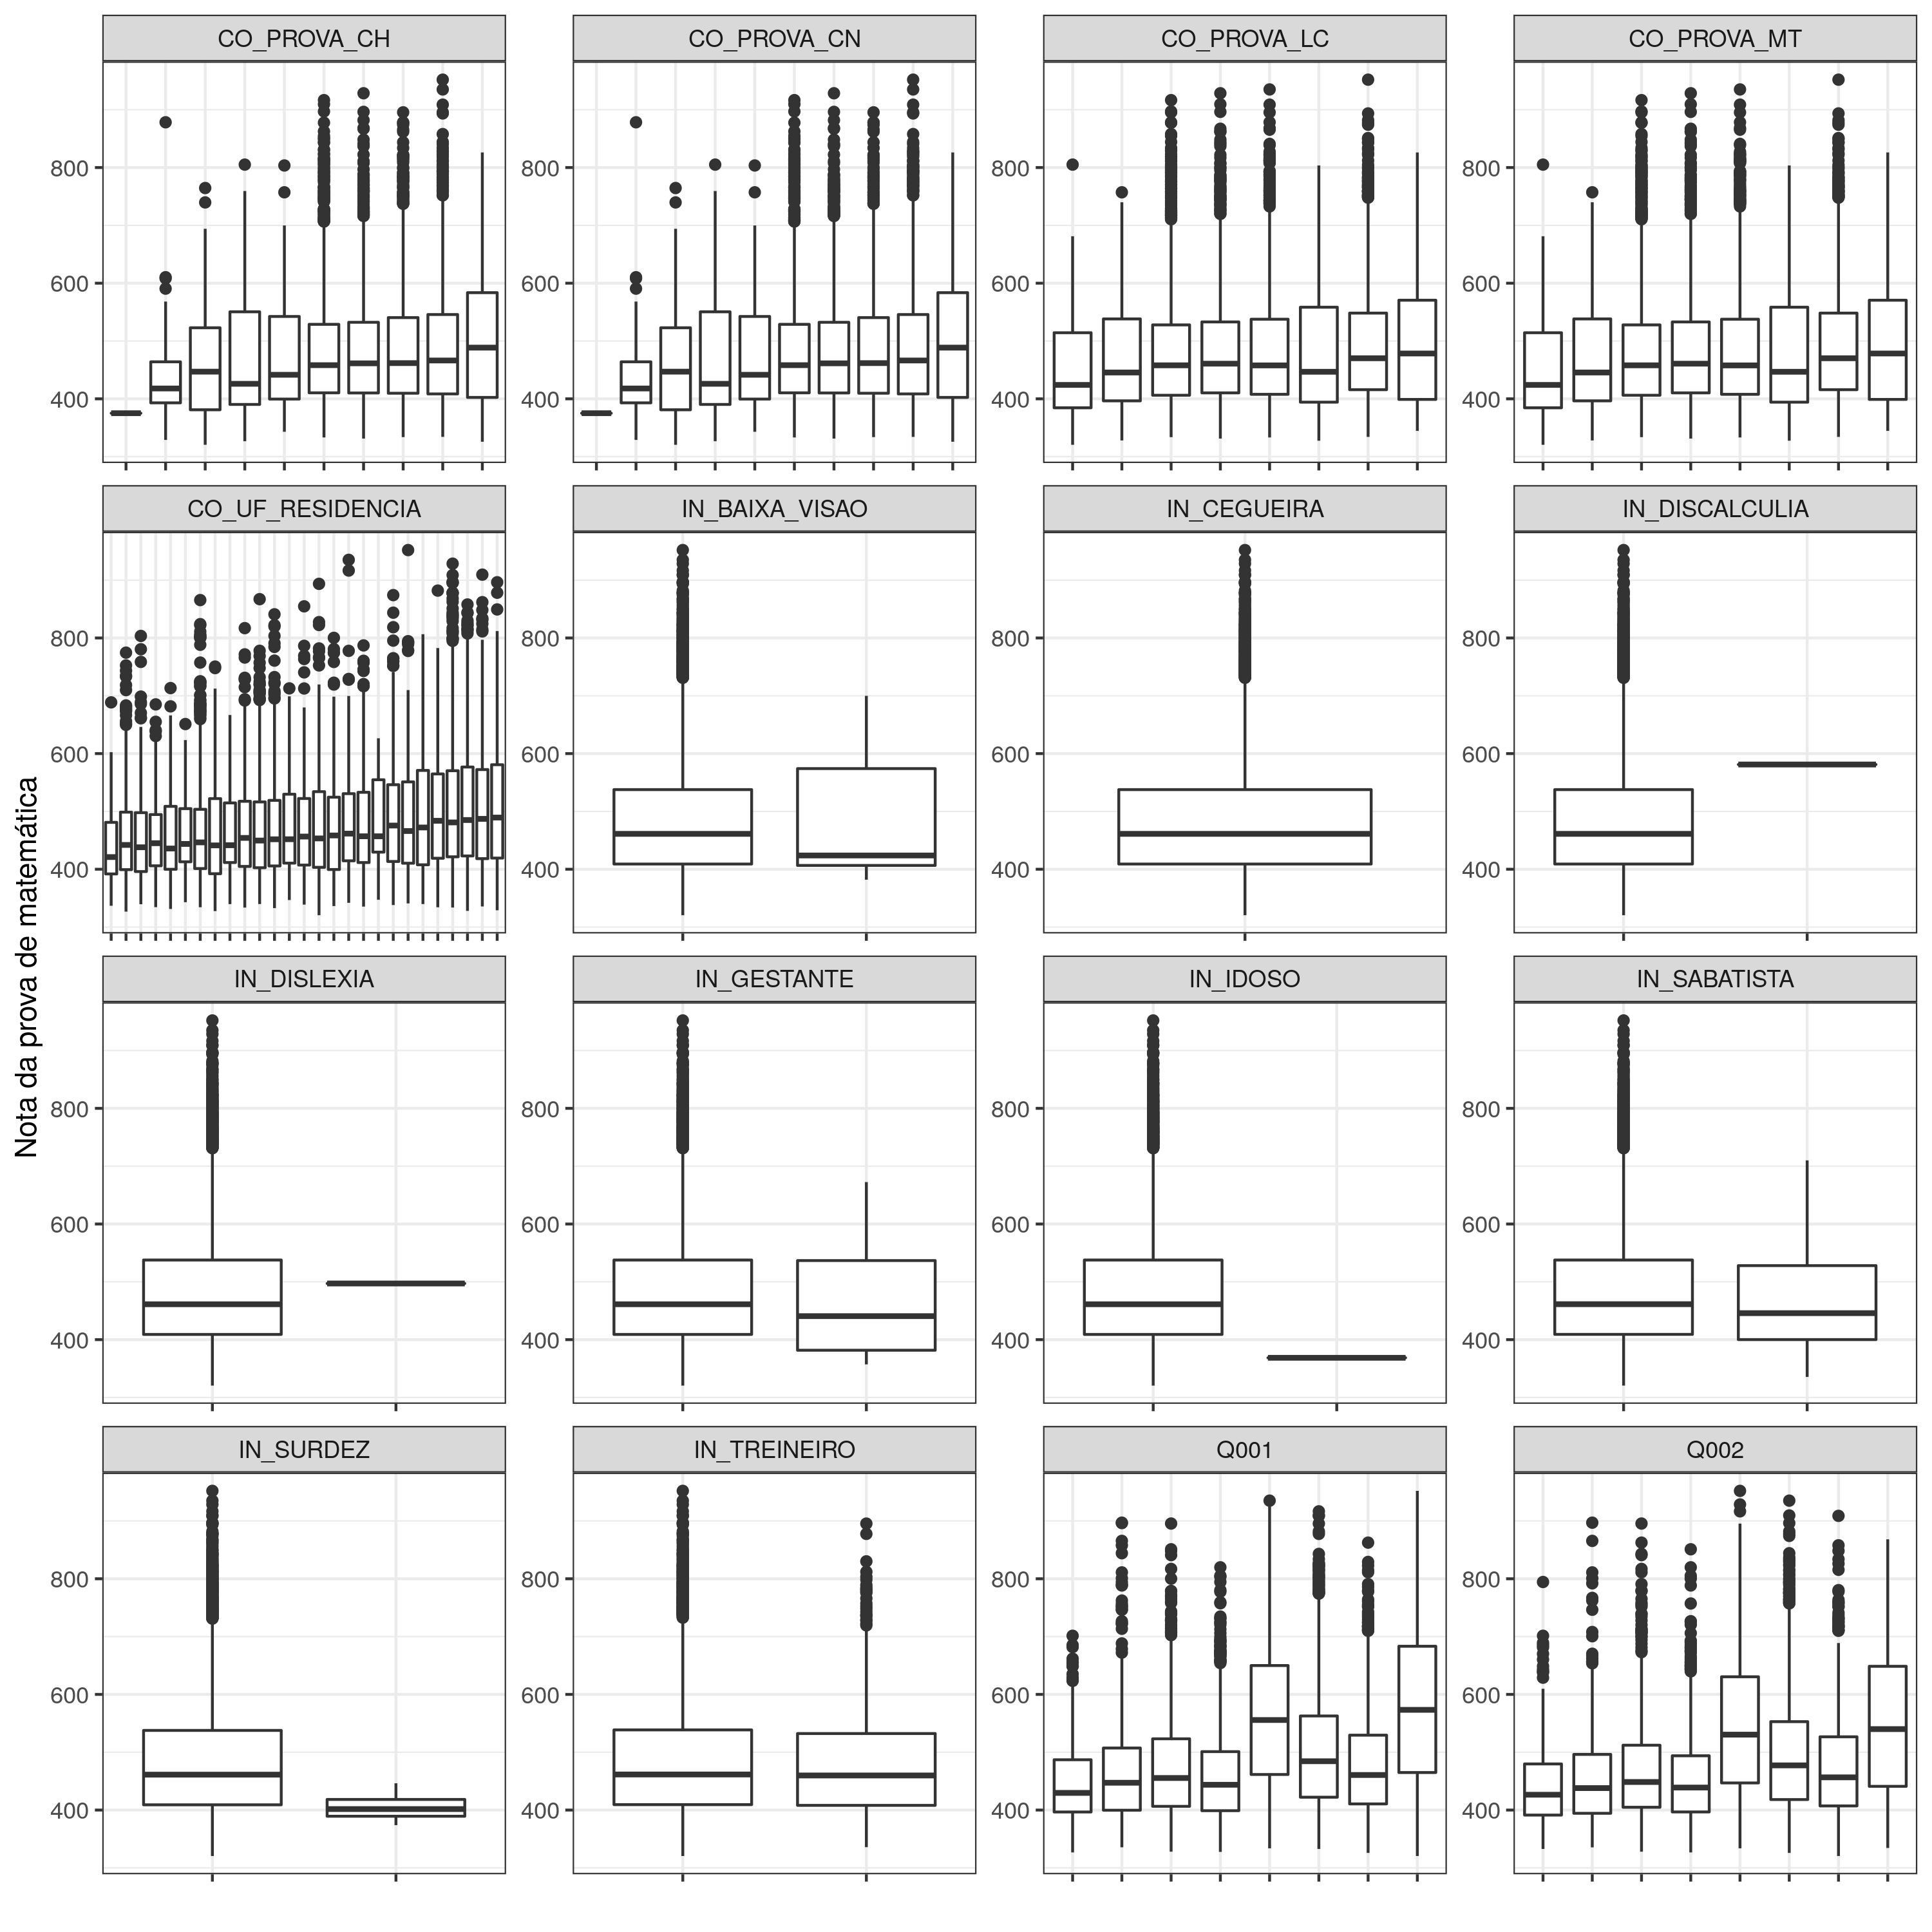 CO_PROVA_CH CO_PROVA_CN CO_PROVA_LC CO_PROVA_MT
800 800 800 800
600 600 600 600
400 400 400 400
CO_UF_RESIDENCIA IN_BAIXA_VISAO IN_CEGUEIRA IN_DISCALCULIA
800 800 800 800
600 600 600 600
400 400 400 400
Nota da prova de matemática
IN_DISLEXIA IN_GESTANTE IN_IDOSO IN_SABATISTA
800 800 800 800
600 600 600 600
400 400 400 400
IN_SURDEZ IN_TREINEIRO Q001 Q002
800 800 800 800
600 600 600 600
400 400 400 400